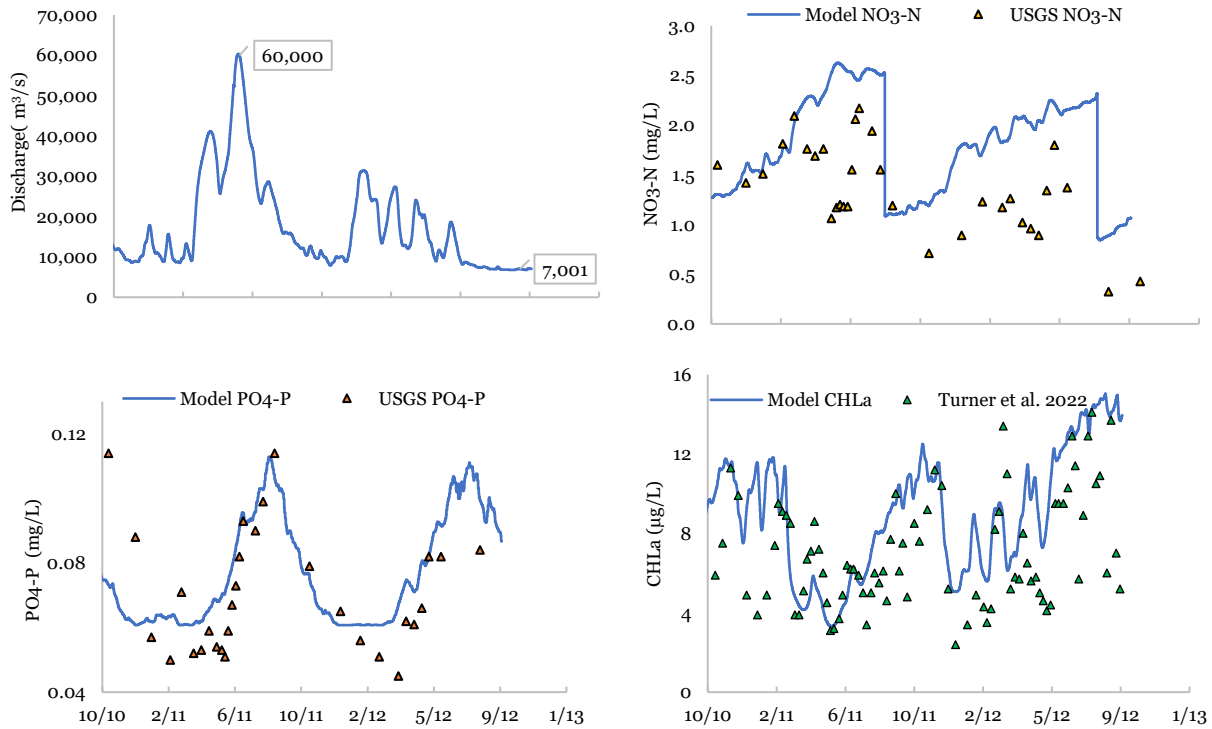 70,000
60,000
50,000
40,000
30,000
20,000
10,000
0
Discharge( m³/s)
60,000
7,001
Model NO3-N USGS NO3-N
3.0
2.5
2.0
1.5
1.0
0.5
0.0
NO3-N (mg/L)
Model PO4-P USGS PO4-P
0.12
0.08
0.04
PO4-P (mg/L)
10/10 2/11 6/11 10/11 2/12 5/12 9/12 1/13
Model CHLa Turner et al. 2022
16
12
8
4
0
CHLa (µg/L)
10/10 2/11 6/11 10/11 2/12 5/12 9/12 1/13